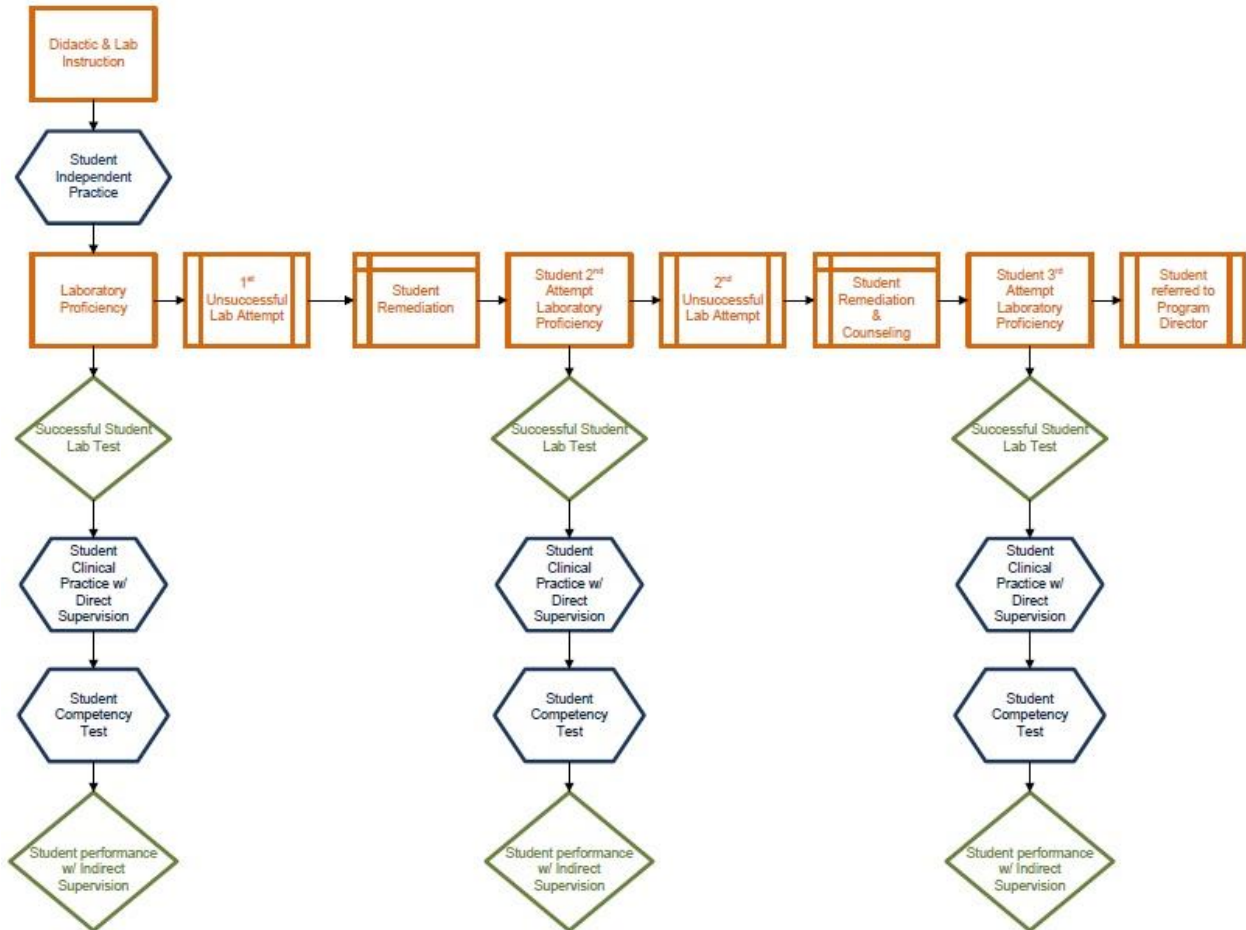 Didactic & Lab
Instruction
Student
Independent
Practice
Laboratory
Proficiency
1st
Unsuccessful
Lab Attempt
Student
Remediation
Student 2nd
Attempt
Laboratory
Proficiency
2nd
Unsuccessful
Lab Attempt
Student
Remediation
&
Counseling
Student 3rd
Attempt
Laboratory
Proficiency
Student
referred to
Program
Director
Successful Student
Lab Test
Successful Student
Lab Test
Successful Student
Lab Test
Student
Clinical
Practice w/
Direct
Supervision
Student
Clinical
Practice w/
Direct
Supervision
Student
Clinical
Practice w/
Direct
Supervision
Student
Competency
Test
Student
Competency
Test
Student
Competency
Test
Student performance
w/ Indirect
Supervision
Student performance
w/ Indirect
Supervision
Student performance
w/ Indirect
Supervision